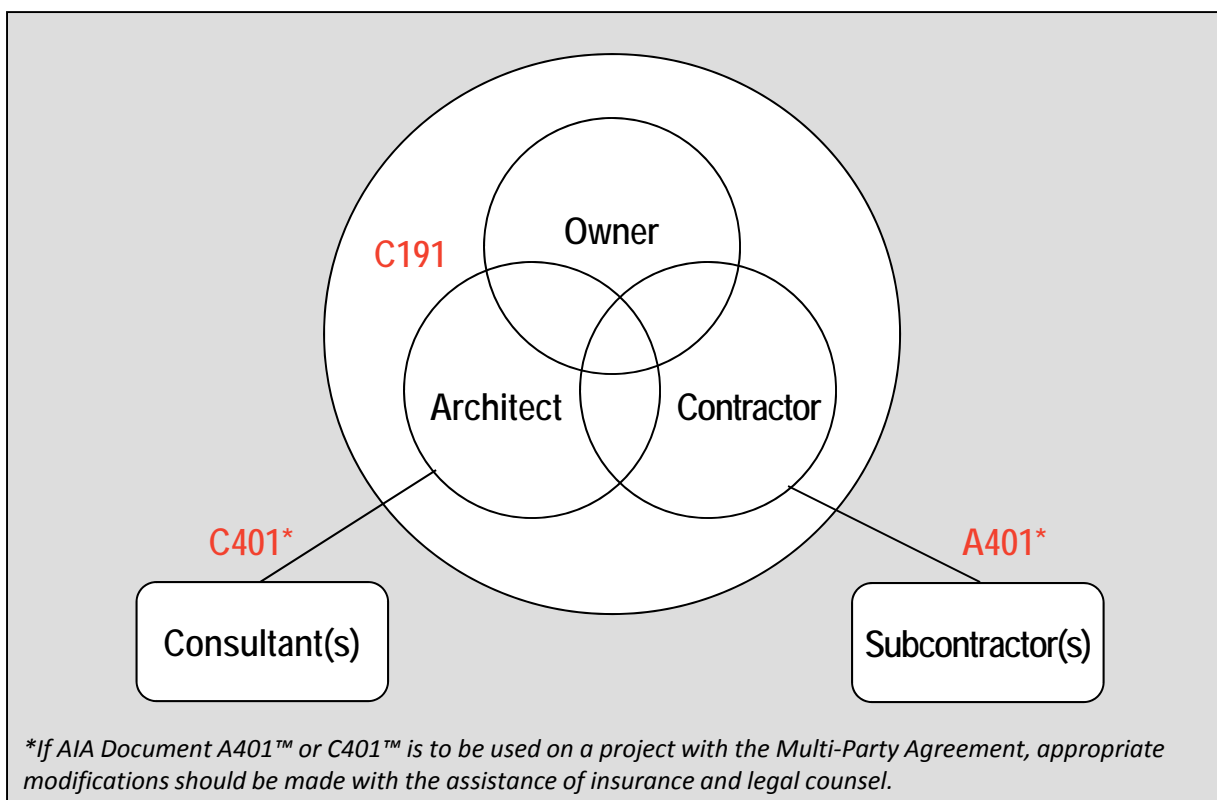 Owner
C191
Architect
Contractor
C401*
A401*
Consultant(s)
Subcontractor(s)
*If AIA Document A401™ or C401™ is to be used on a project with the Multi-Party Agreement, appropriate
modifications should be made with the assistance of insurance and legal counsel.